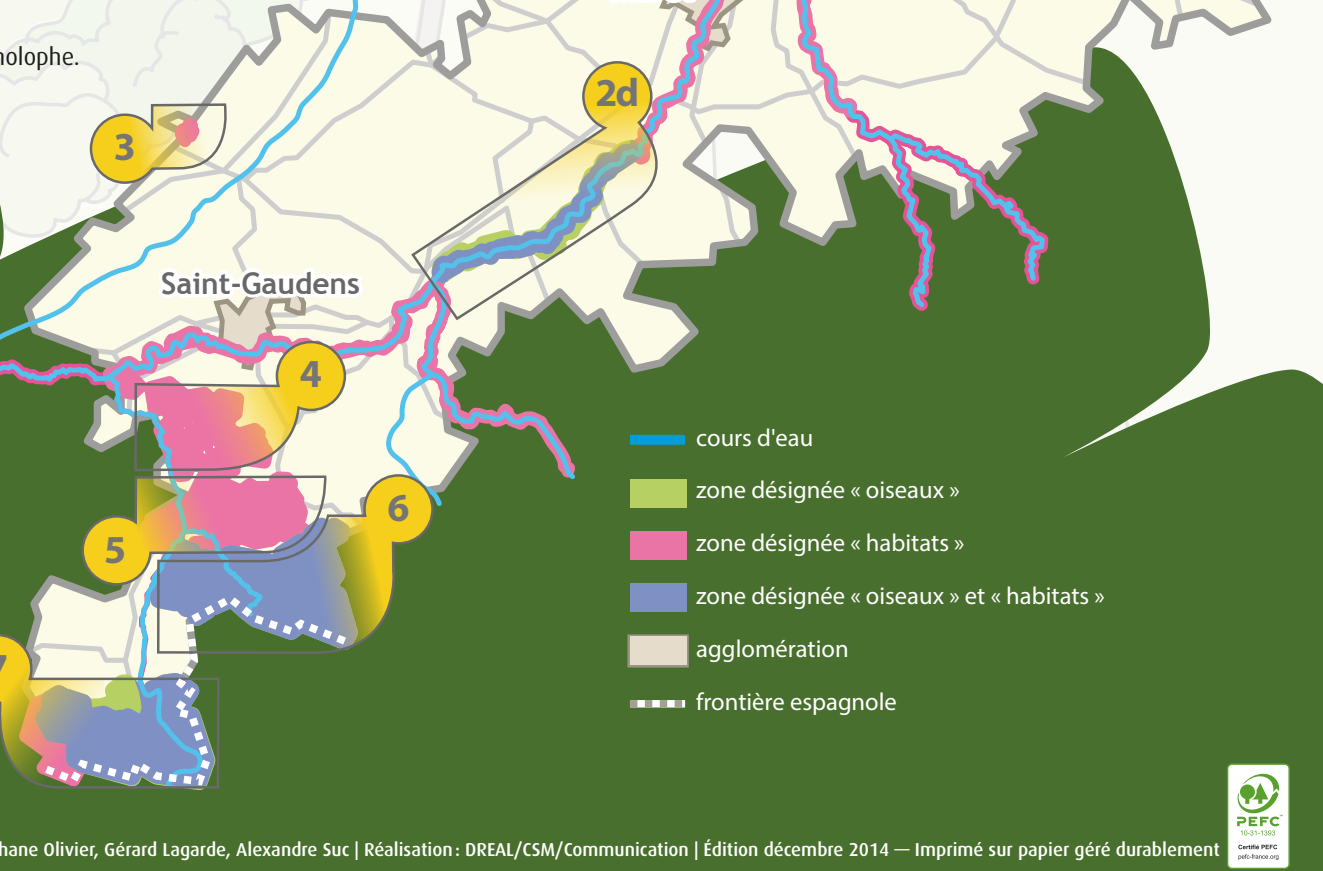 nolophe.
2d
3
Saint-Gaudens
4
cours d'eau
zone désignée « oiseaux »
6
zone désignée « habitats »
5
zone désignée « oiseaux » et « habitats »
agglomération
7
frontière espagnole
PEFC
10-31-1393
Certifié PEFC
pefc-france.org
hane Olivier, Gérard Lagarde, Alexandre Suc | Réalisation : DREAL/CSM/Communication | Édition décembre 2014 — Imprimé sur papier géré durablement